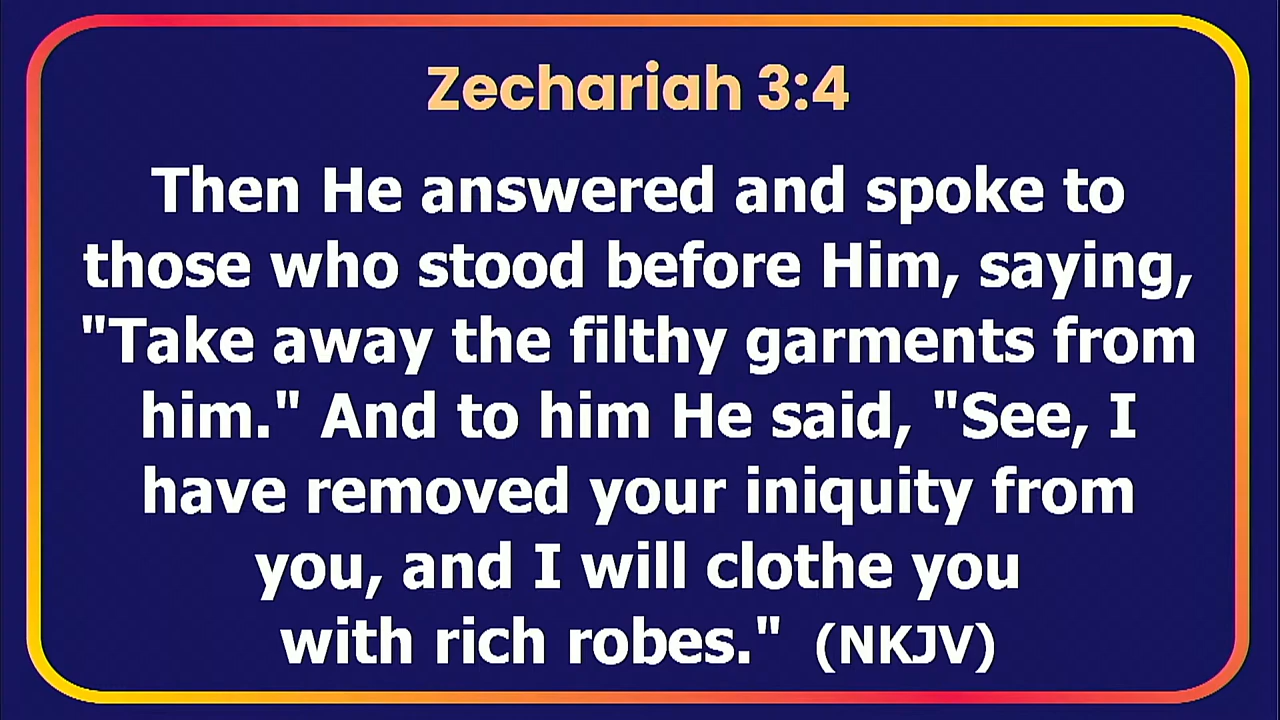 Zechariah 3:4
Then He answered and spoke to
those who stood before Him, saying,
"Take away the filthy garments from
him." And to him He said, "See, I
have removed your iniquity from
you, and I will clothe you
with rich robes." (NKJV)